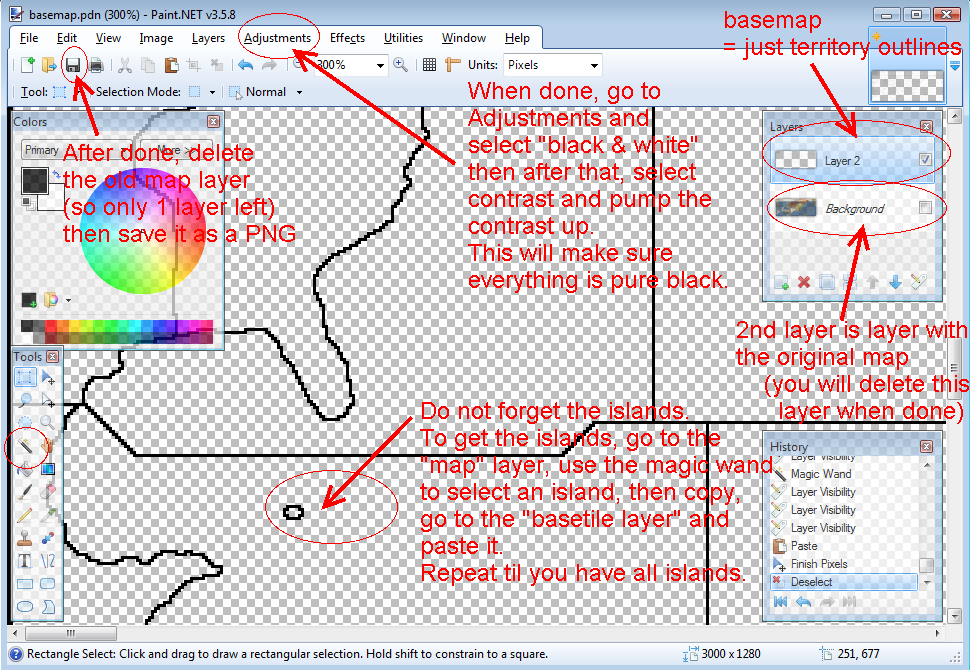 basemap.pdn (300%) - Paint.NET v3.5.8
File Edit View Image Layers Adjustments Effects Utilities Window Help
300% Units: Pixels
Tool: Selection Mode: Normal
basemap
= just territory outlines
Colors
Primary More >>
After done, delete
the old map layer
(so only 1 layer left)
then save it as a PNG
When done, go to
Adjustments and
select "black & white"
then after that, select
contrast and pump the
contrast up.
This will make sure
everything is pure black.
Layers
Layer 2
Background
2nd layer is layer with
the original map
(you will delete this
layer when done)
Tools
Do not forget the islands.
To get the islands, go to the
"map" layer, use the magic wand
to select an island, then copy,
go to the "basetile layer" and
paste it.
Repeat til you have all islands.
History
Layer Visibility
Magic Wand
Layer Visibility
Layer Visibility
Layer Visibility
Paste
Finish Pixels
Deselect
Rectangle Select: Click and drag to draw a rectangular selection. Hold shift to constrain to a square. 3000 x 1280 251, 677